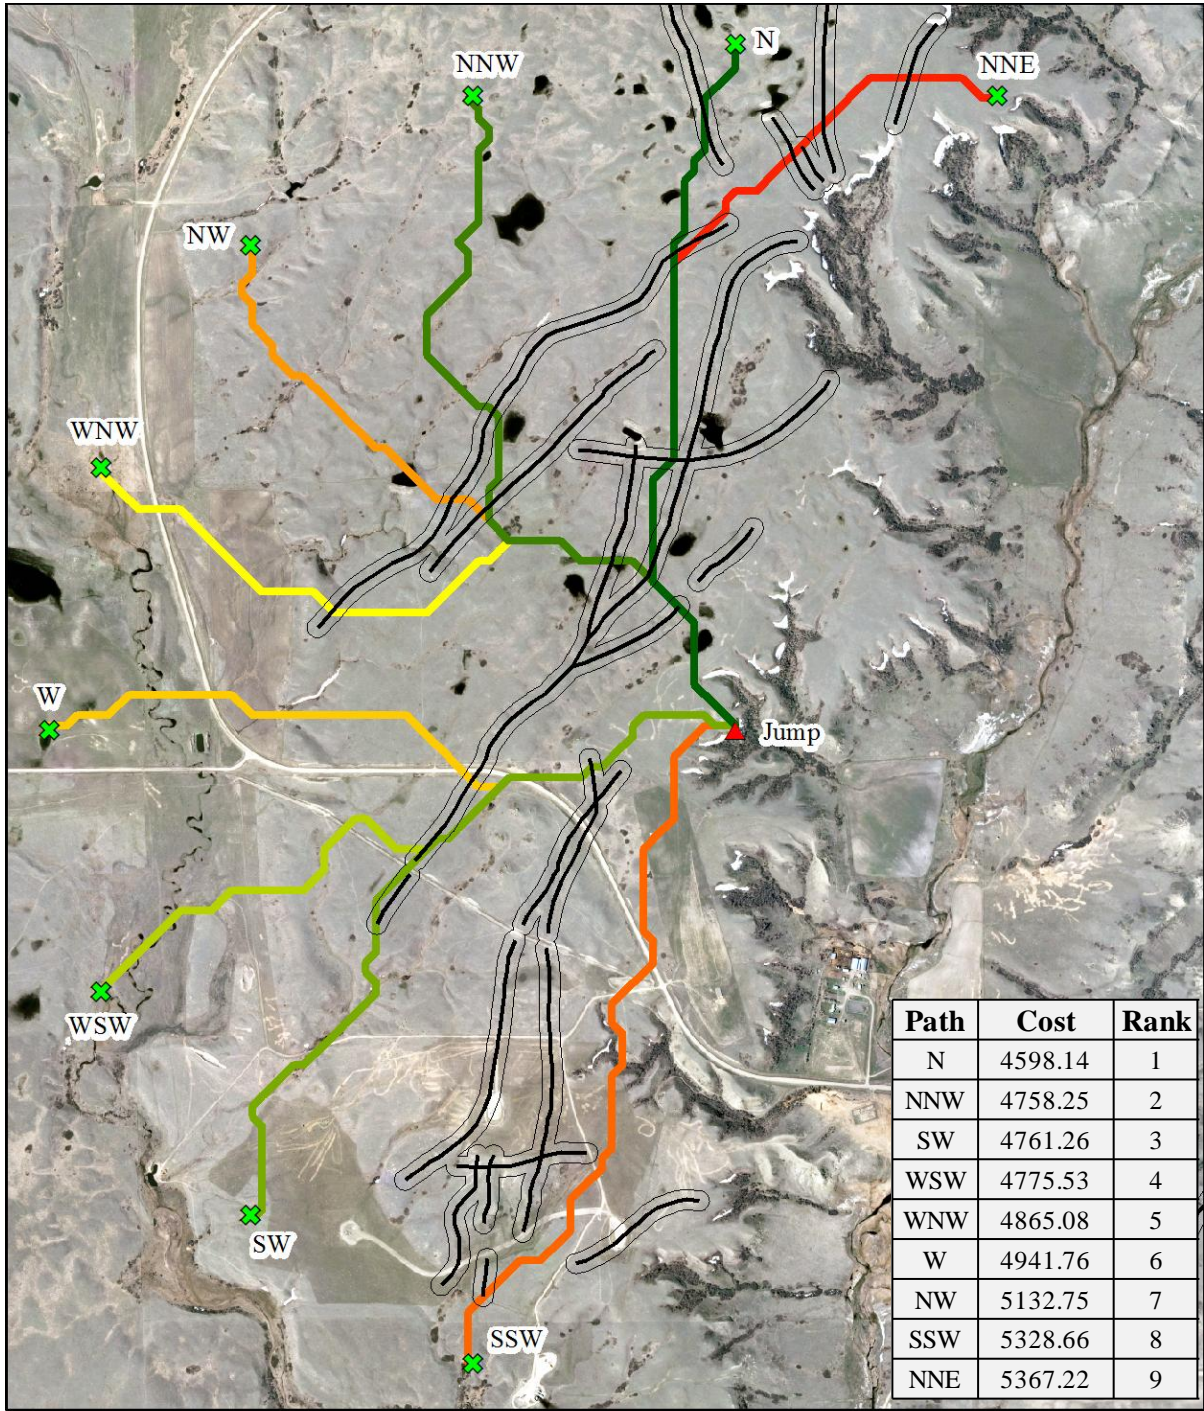 N
NNW
NNE
NW
WNW
W
Jump
WSW
SW
SSW
Path Cost Rank
N 4598.14 1
NNW 4758.25 2
SW 4761.26 3
WSW 4775.53 4
WNW 4865.08 5
W 4941.76 6
NW 5132.75 7
SSW 5328.66 8
NNE 5367.22 9